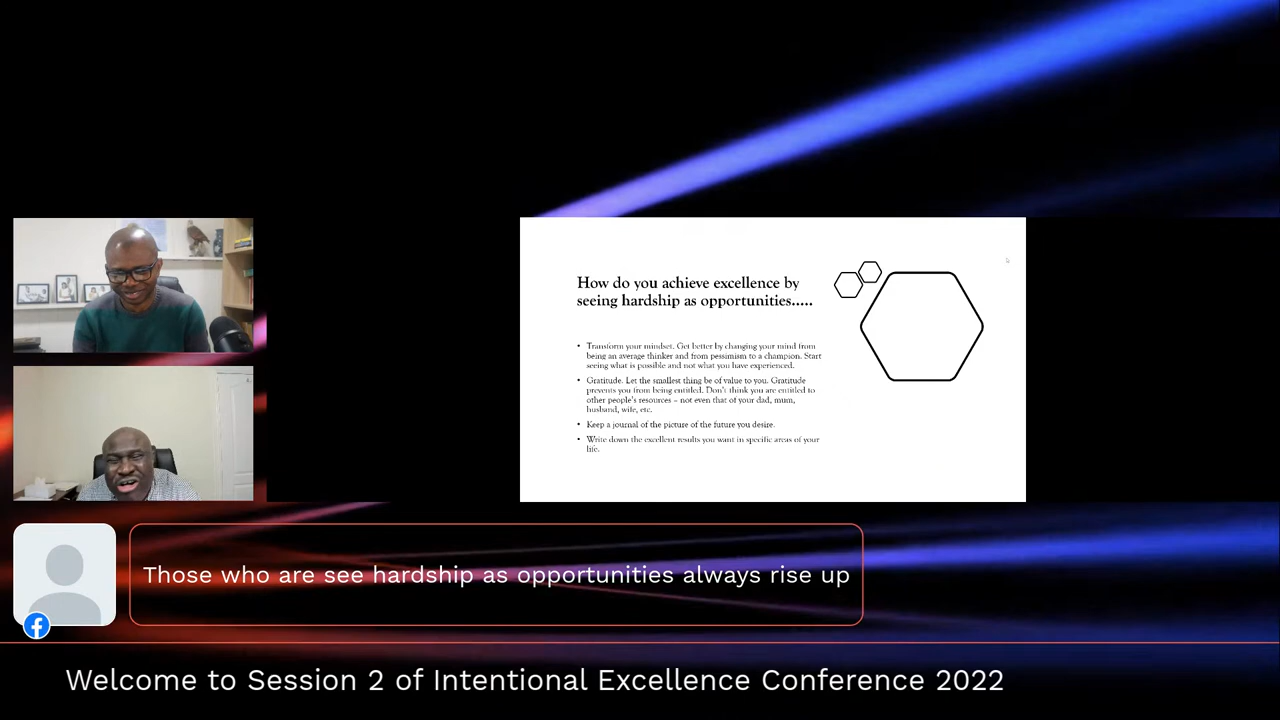 How do you achieve excellence by
seeing hardship as opportunities.....
• Transform your mindset. Get better by changing your mind from
being an average thinker and from pessimism to a champion. Start
seeing what is possible and not what you have experienced.
• Gratitude. Let the smallest thing be of value to you. Gratitude
prevents you from being entitled. Don't think you are entitled to
other people's resources – not even that of your dad, mum,
husband, wife, etc.
• Keep a journal of the picture of the future you desire.
• Write down the excellent results you want in specific areas of your
life.
Those who are see hardship as opportunities always rise up
Welcome to Session 2 of Intentional Excellence Conference 2022